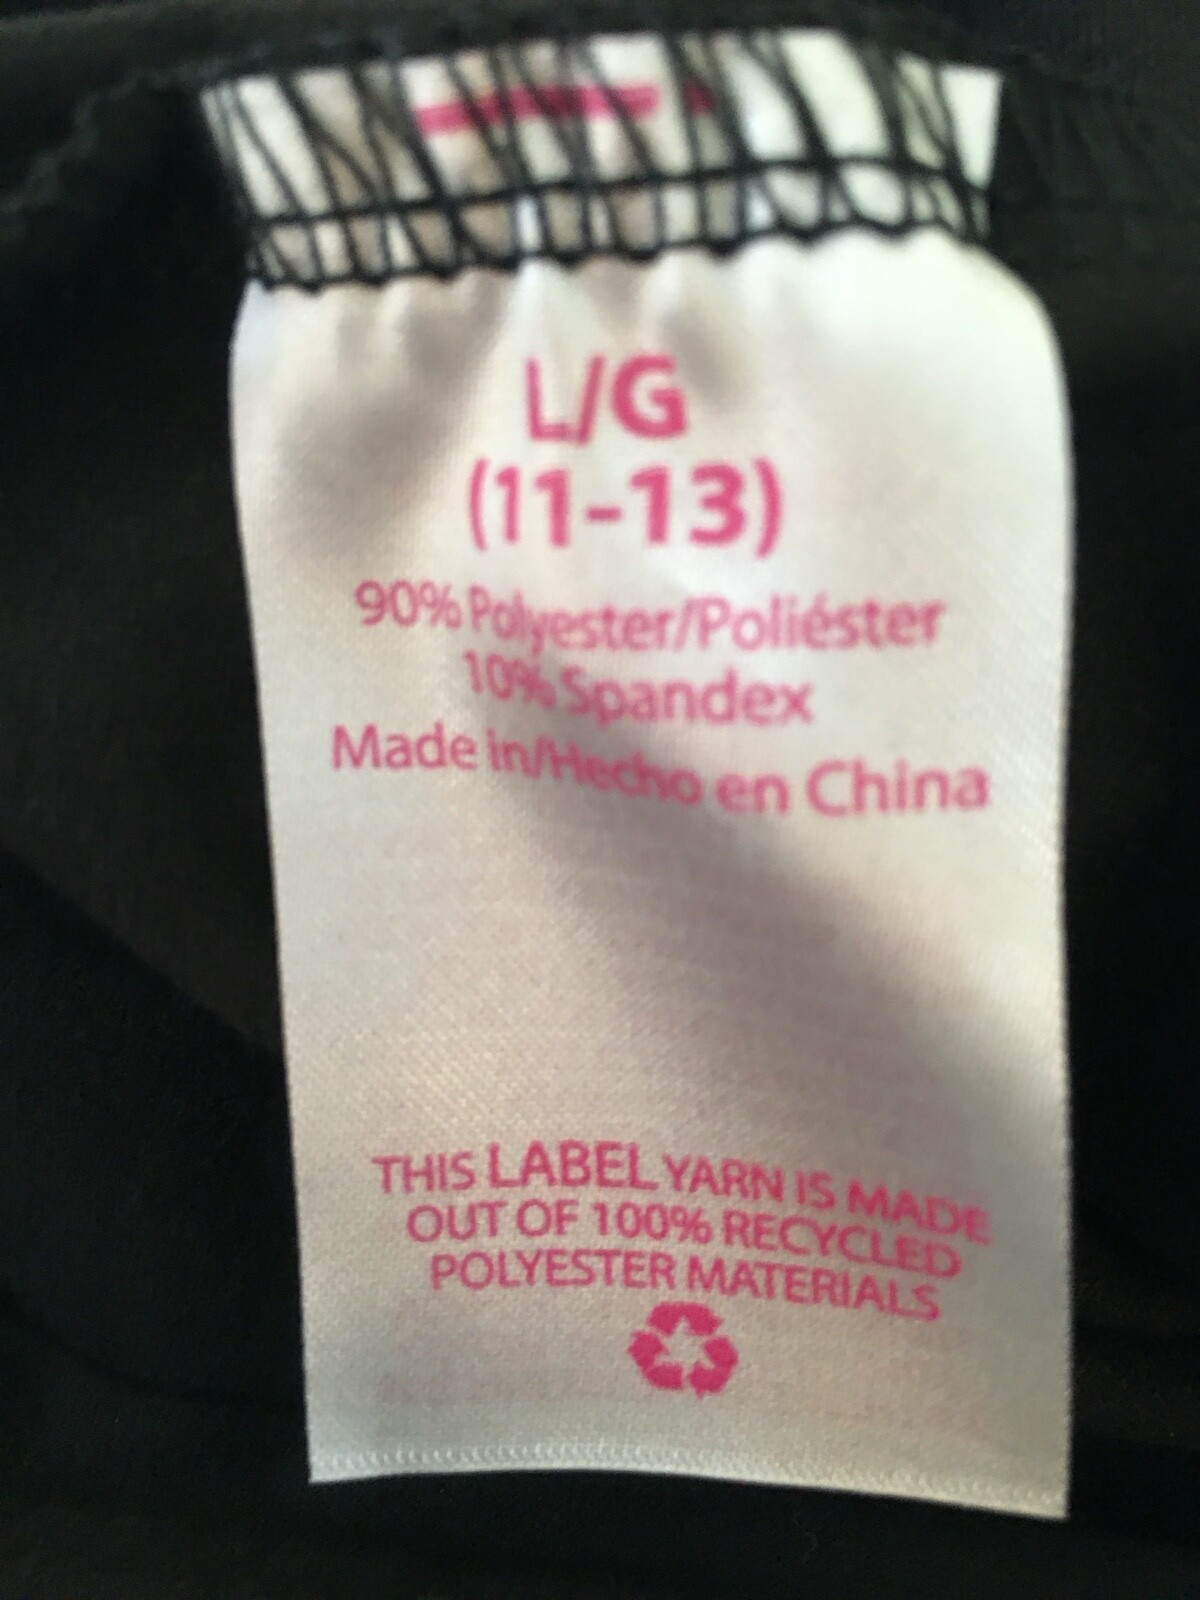 L/G
(11-13)
90% Polyester/Poliéster
10% Spandex
Made in/Hecho en China
THIS LABEL YARN IS MADE
OUT OF 100% RECYCLED
POLYESTER MATERIALS